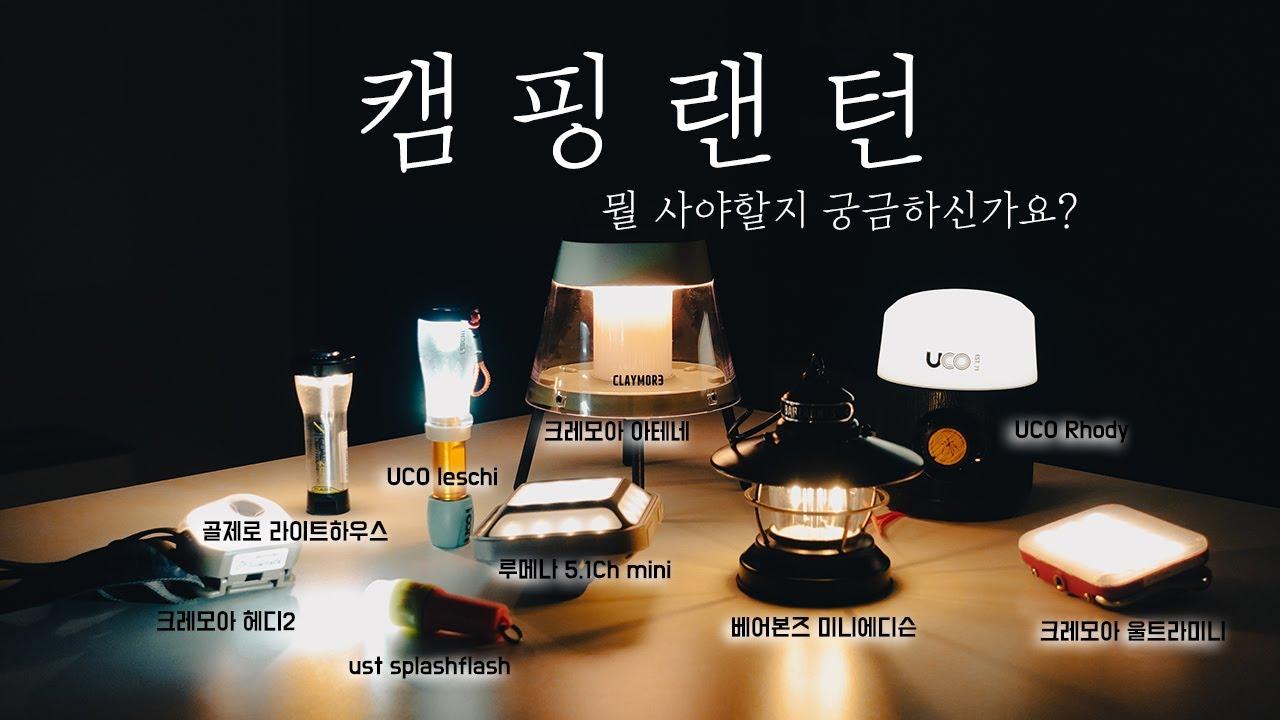 캠핑랜턴
뭘 사야할지 궁금하신가요?
UCO
CLAYMOR3
크레모아 아테네
UCO Rhody
UCO leschi
골제로 라이트하우스
루메나 5.1Ch mini
크레모아 헤디2
베어본즈 미니에디슨
크레모아 울트라미니
ust splashflash